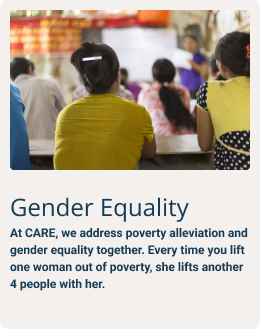 Gender Equality
At CARE, we address poverty alleviation and
gender equality together. Every time you lift
one woman out of poverty, she lifts another
4 people with her.